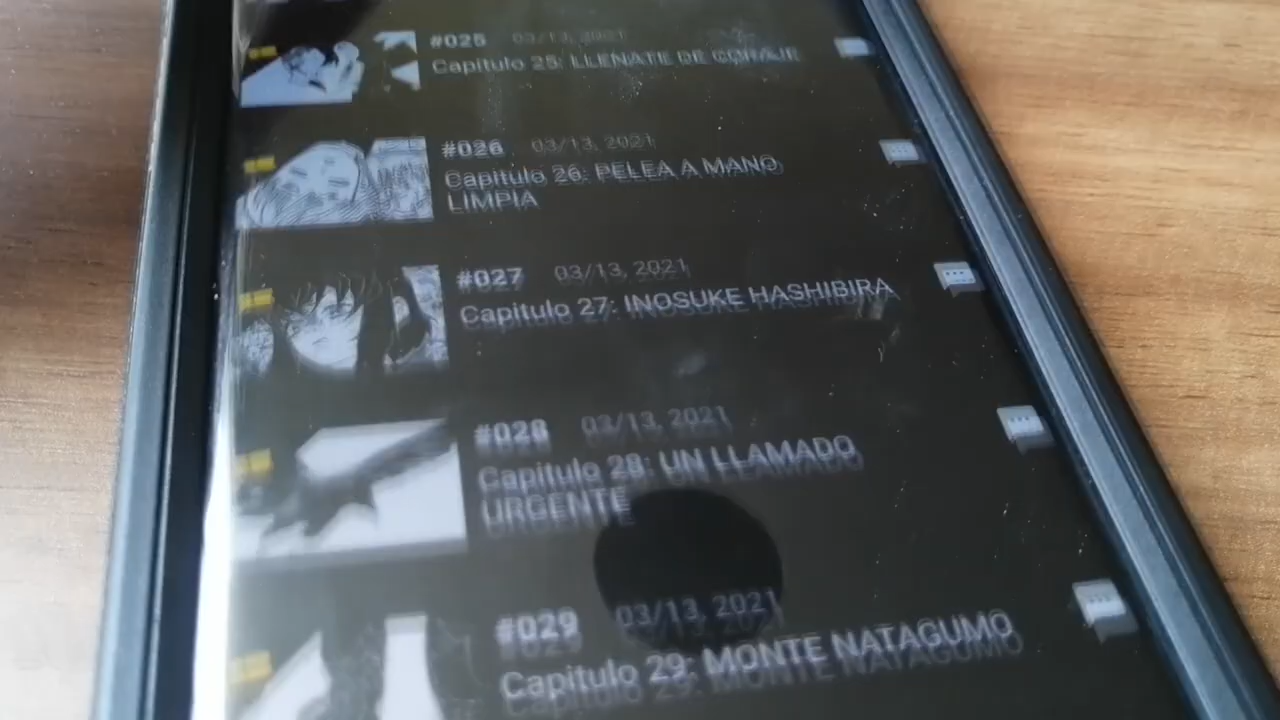 #025 03/13, 2021
Capitulo 25: LLENATE DE CORAJE
#026 03/13, 2021
Capitulo 26: PELEA A MANO
LIMPIA
#027 03/13, 2021
Capitulo 27: INOSUKE HASHIBIRA
#028 03/13, 2021
Capitulo 28: UN LLAMADO
URGENTE
#029 03/13, 2021
Capitulo 29: MONTE NATAGUMO